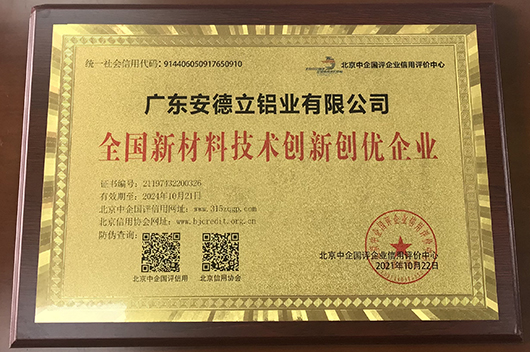 统一社会信用代码：914406050917650910
北京中企国评企业信用评价中心
广东安德立铝业有限公司
全国新材料技术创新创优企业
证书编号：21197432200326
有效期至：2024年10月21日
北京中企国评信用网址：www.315zqgp.com
北京信用协会网址：www.bjcredit.org.cn
防伪查询：
北京中企国评信用
北京信用协会
北京中企国评企业信用评价中心
2021年10月22日